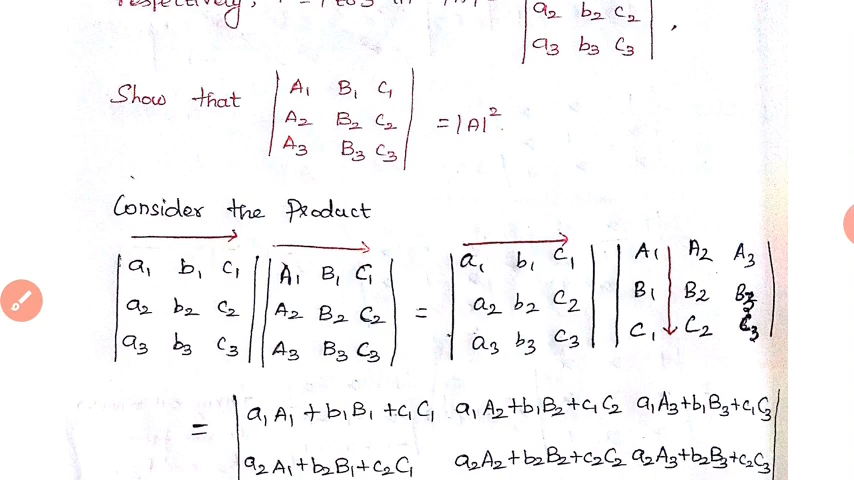 respectively,
| a2 b2 c2 |
| a3 b3 c3 | ,
Show that | A1 B1 C1 |
| A2 B2 C2 | = |A|²
| A3 B3 C3 |
Consider the Product
| a1 b1 c1 | | A1 B1 C1 | = | a1 b1 c1 | | A1 A2 A3 |
| a2 b2 c2 | | A2 B2 C2 | | a2 b2 c2 | | B1 B2 B3 |
| a3 b3 c3 | | A3 B3 C3 | | a3 b3 c3 | | C1 C2 C3 |
= | a1A1+b1B1+c1C1 a1A2+b1B2+c1C2 a1A3+b1B3+c1C3 |
| a2A1+b2B1+c2C1 a2A2+b2B2+c2C2 a2A3+b2B3+c2C3 |